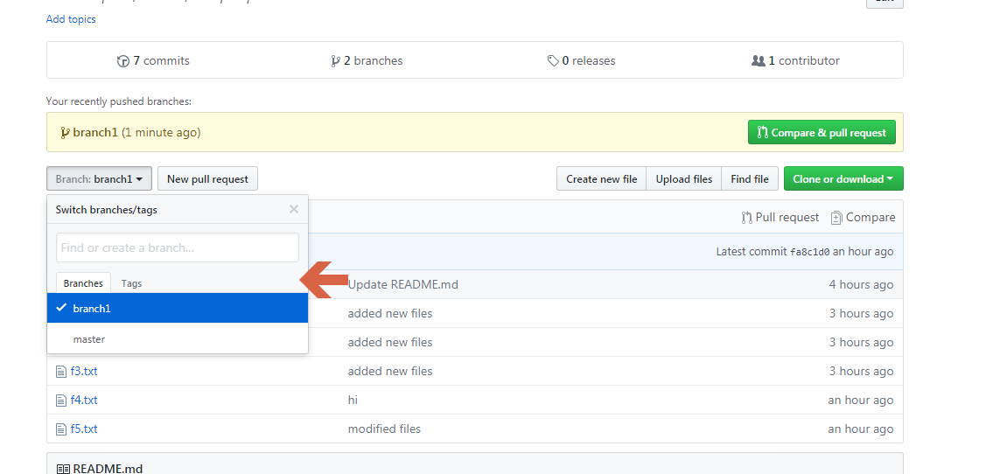 Add topics
7 commits
2 branches
0 releases
1 contributor
Your recently pushed branches:
branch1 (1 minute ago)
Compare & pull request
Branch: branch1
New pull request
Create new file
Upload files
Find file
Clone or download
Switch branches/tags
Find or create a branch...
Branches
Tags
branch1
master
Pull request
Compare
Latest commit fa8c1d0 an hour ago
Update README.md
4 hours ago
added new files
3 hours ago
added new files
3 hours ago
f3.txt
added new files
3 hours ago
f4.txt
hi
an hour ago
f5.txt
modified files
an hour ago
README.md